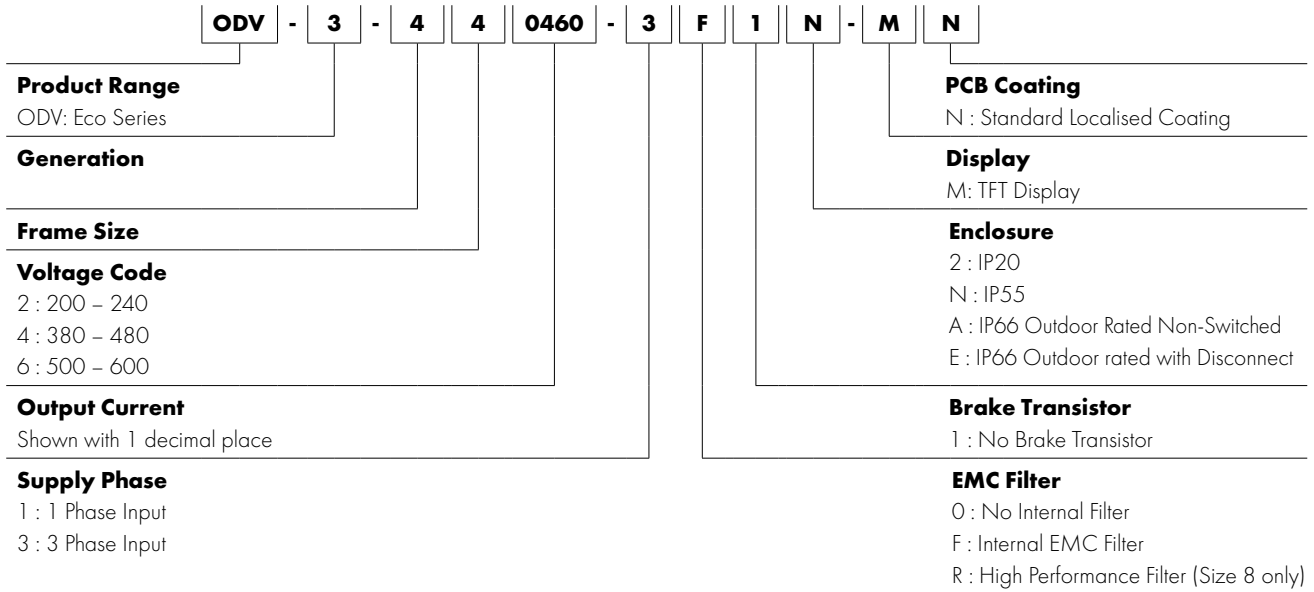 ODV - 3 - 4 4 0460 - 3 F 1 N - M N
Product Range
ODV: Eco Series
Generation
Frame Size
Voltage Code
2 : 200 – 240
4 : 380 – 480
6 : 500 – 600
Output Current
Shown with 1 decimal place
Supply Phase
1 : 1 Phase Input
3 : 3 Phase Input
PCB Coating
N : Standard Localised Coating
Display
M: TFT Display
Enclosure
2 : IP20
N : IP55
A : IP66 Outdoor Rated Non-Switched
E : IP66 Outdoor rated with Disconnect
Brake Transistor
1 : No Brake Transistor
EMC Filter
0 : No Internal Filter
F : Internal EMC Filter
R : High Performance Filter (Size 8 only)